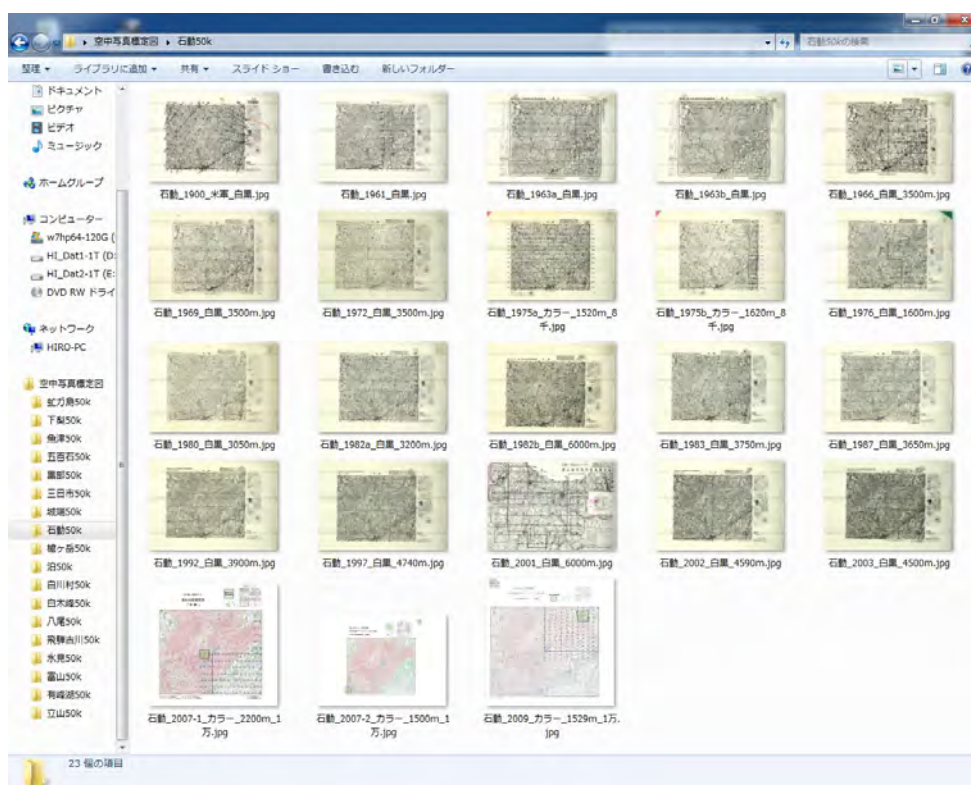 空中写真標定図 ▸ 石動50k
石動50kの検索
整理 ライブラリに追加 共有 スライド ショー 書き込む 新しいフォルダー
ドキュメント
ピクチャ
ビデオ
ミュージック
ホームグループ
コンピューター
w7hp64-120G (
HI_Dat1-1T (D:
HI_Dat2-1T (E:
DVD RW ドライ
ネットワーク
HIRO-PC
空中写真標定図
虻ガ島50k
下梨50k
魚津50k
五百石50k
黒部50k
三日市50k
城端50k
石動50k
槍ヶ岳50k
泊50k
白川村50k
白木峰50k
八尾50k
飛騨古川50k
氷見50k
富山50k
有峰湖50k
立山50k
石動_1900_米軍_白黒.jpg
石動_1961_白黒.jpg
石動_1963a_白黒.jpg
石動_1963b_白黒.jpg
石動_1966_白黒_3500m.jpg
石動_1969_白黒_3500m.jpg
石動_1972_白黒_3500m.jpg
石動_1975a_カラー_1520m_8
千.jpg
石動_1975b_カラー_1620m_8
千.jpg
石動_1976_白黒_1600m.jpg
石動_1980_白黒_3050m.jpg
石動_1982a_白黒_3200m.jpg
石動_1982b_白黒_6000m.jpg
石動_1983_白黒_3750m.jpg
石動_1987_白黒_3650m.jpg
石動_1992_白黒_3900m.jpg
石動_1997_白黒_4740m.jpg
石動_2001_白黒_6000m.jpg
石動_2002_白黒_4590m.jpg
石動_2003_白黒_4500m.jpg
石動_2007-1_カラー_2200m_1
万.jpg
石動_2007-2_カラー_1500m_1
万.jpg
石動_2009_カラー_1529m_1万.
jpg
23 個の項目